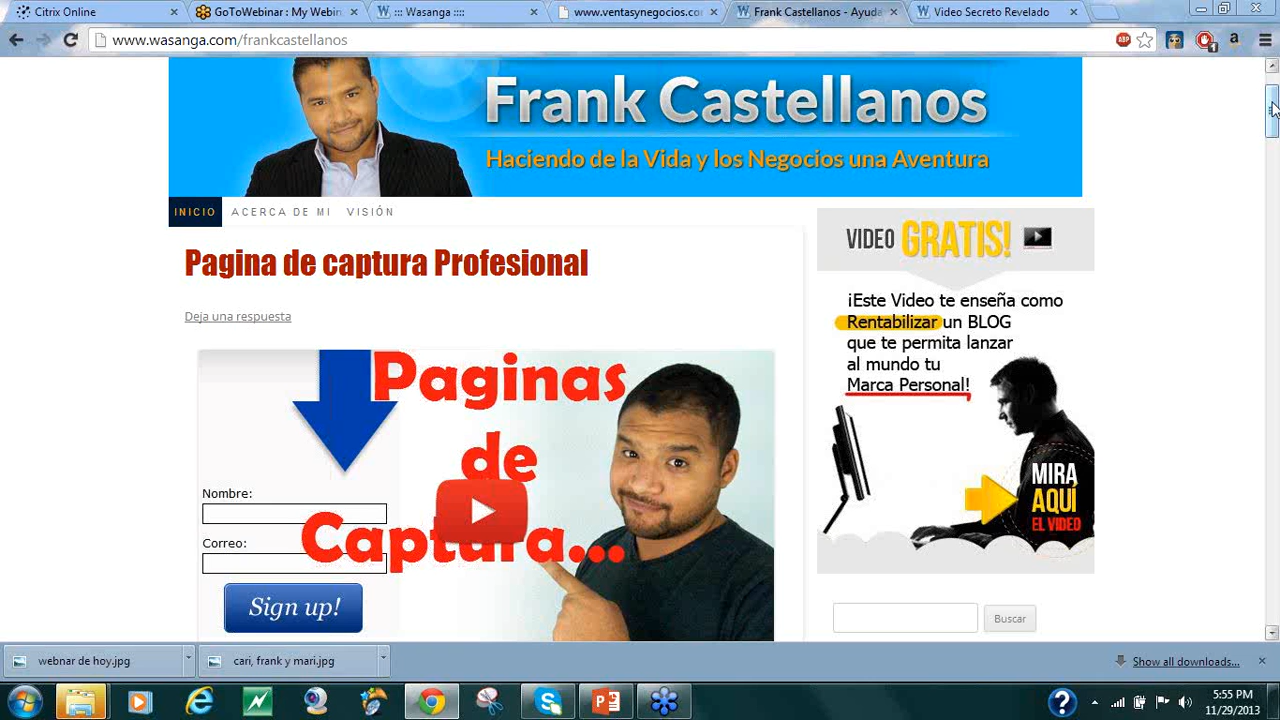 Citrix Online
GoToWebinar : My Webin
::: Wasanga ::::
www.ventasynegocios.co
Frank Castellanos - Ayuda
Video Secreto Revelado
www.wasanga.com/frankcastellanos
ABP
1
a
Frank Castellanos
Haciendo de la Vida y los Negocios una Aventura
INICIO
ACERCA DE MI
VISIÓN
Pagina de captura Profesional
Deja una respuesta
Paginas
de
Captura...
Nombre:
Correo:
Sign up!
VIDEO GRATIS!
¡Este Video te enseña como
Rentabilizar un BLOG
que te permita lanzar
al mundo tu
Marca Personal!
MIRA
AQUÍ
EL VIDEO
Buscar
webnar de hoy.jpg
cari, frank y mari.jpg
Show all downloads...
5:55 PM
11/29/2013